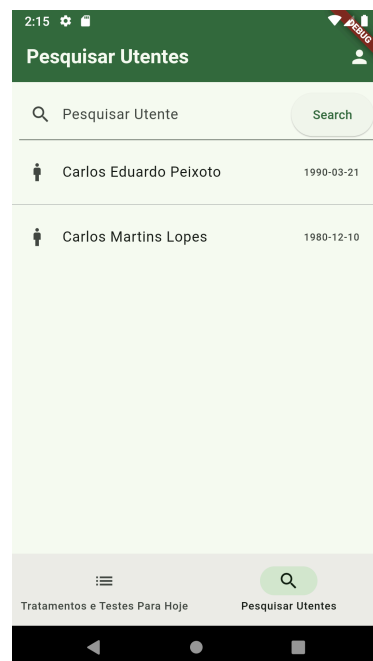 2:15
DEBUG
Pesquisar Utentes
Pesquisar Utente
Search
Carlos Eduardo Peixoto
1990-03-21
Carlos Martins Lopes
1980-12-10
Tratamentos e Testes Para Hoje
Pesquisar Utentes